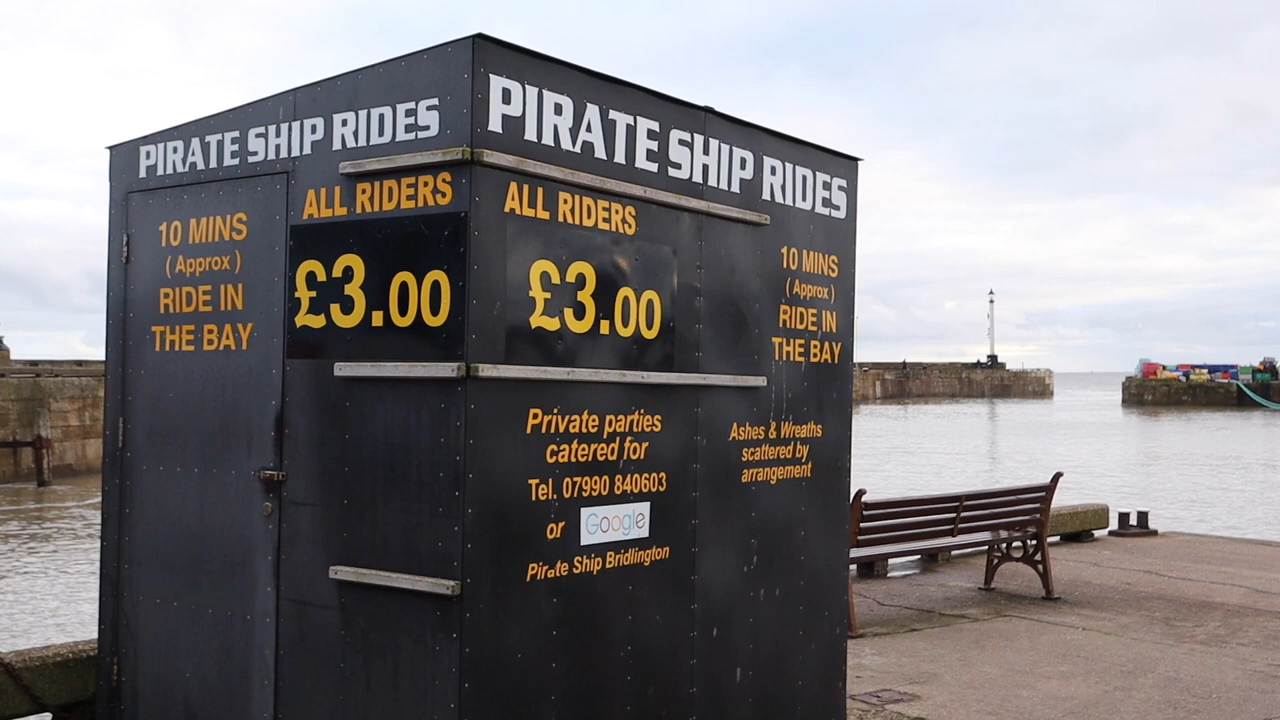 PIRATE SHIP RIDES
ALL RIDERS
10 MINS
( Approx )
RIDE IN
THE BAY
£3.00
PIRATE SHIP RIDES
ALL RIDERS
£3.00
10 MINS
( Approx )
RIDE IN
THE BAY
Private parties
catered for
Tel. 07990 840603
or Google
Pirate Ship Bridlington
Ashes & Wreaths
scattered by
arrangement